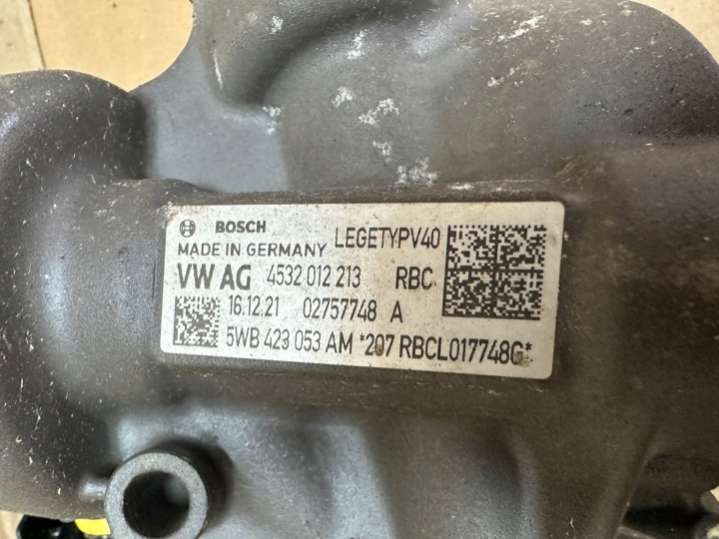 BOSCH LEGETYPV40
MADE IN GERMANY
VW AG 4532 012 213 RBC
16.12.21 02757748 A
5WB 423 053 AM *207 RBCL017748G*